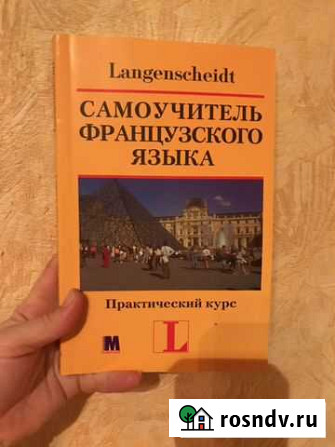 Langenscheidt
САМОУЧИТЕЛЬ
ФРАНЦУЗСКОГО
ЯЗЫКА
Практический курс
М
L
rosndv.ru